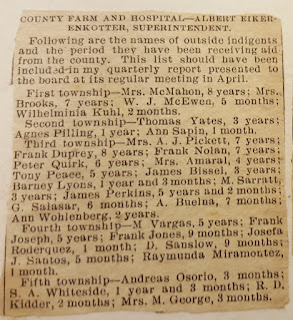 COUNTY FARM AND HOSPITAL—ALBERT EIKER-
ENKOTTER, SUPERINTENDENT.
Following are the names of outside indigents
and the period they have been receiving aid
from the county. This list should have been
included in my quarterly report presented to
the board at its regular meeting in April.
First township—Mrs. McMahon, 8 years; Mrs.
Brooks, 7 years; W. J. McEwen, 5 months;
Wilhelminia Kuhl, 2 months.
Second township—Thomas Yates, 3 years,
Agnes Pilling, 1 year; Ann Sapin, 1 month.
Third township—Mrs. A. J. Pickett, 7 years;
Frank Duprey, 8 years; Frank Nolan, 7 years;
Peter Quirk, 6 years; Mrs. Amaral, 4 years;
Tony Peace, 5 years; James Bissel, 3 years;
Barney Lyons, 1 year and 3 months; M. Sarratt,
3 years; James Perkins, 5 years and 2 months;
G. Salasar, 6 months; A. Buelna, 7 months;
Ann Wohlenberg, 2 years.
Fourth township—M Vargas, 5 years; Frank
Joseph, 5 years; Frank Jones, 9 months; Josefa
Roderquez, 1 month; D. Sanslow, 9 months;
J. Santos, 5 months; Raymunda Miramontez,
1 month.
Fifth township—Andreas Osorio, 3 months;
S. A. Whiteside, 1 year and 3 months; R. D.
Kidder, 2 months; Mrs. M. George, 3 months.